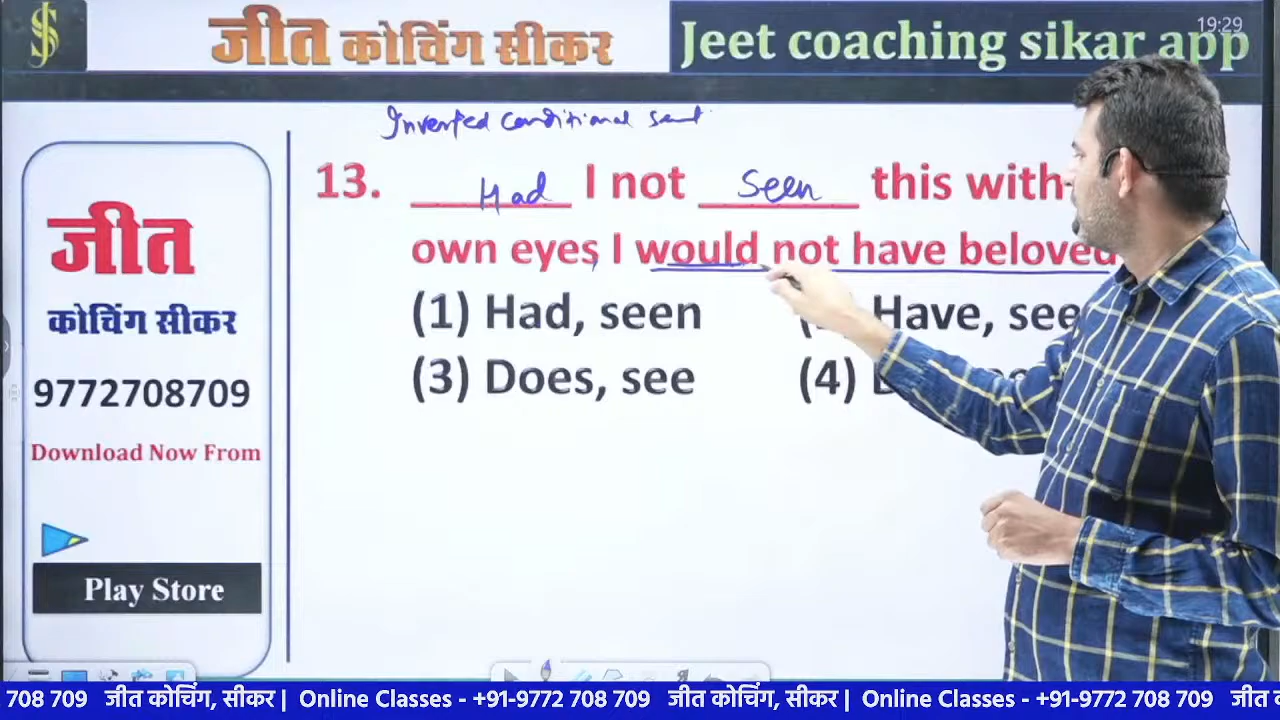 जीत कोचिंग सीकर
Jeet coaching sikar app
19:29
Inverted conditional sent
13. Had I not seen this with
own eyes, I would not have beloved
(1) Had, seen
Have, see
(3) Does, see
(4)
जीत
कोचिंग सीकर
9772708709
Download Now From
Play Store
708 709 जीत कोचिंग, सीकर | Online Classes - +91-9772 708 709 जीत कोचिंग, सीकर | Online Classes - +91-9772 708 709 जीत